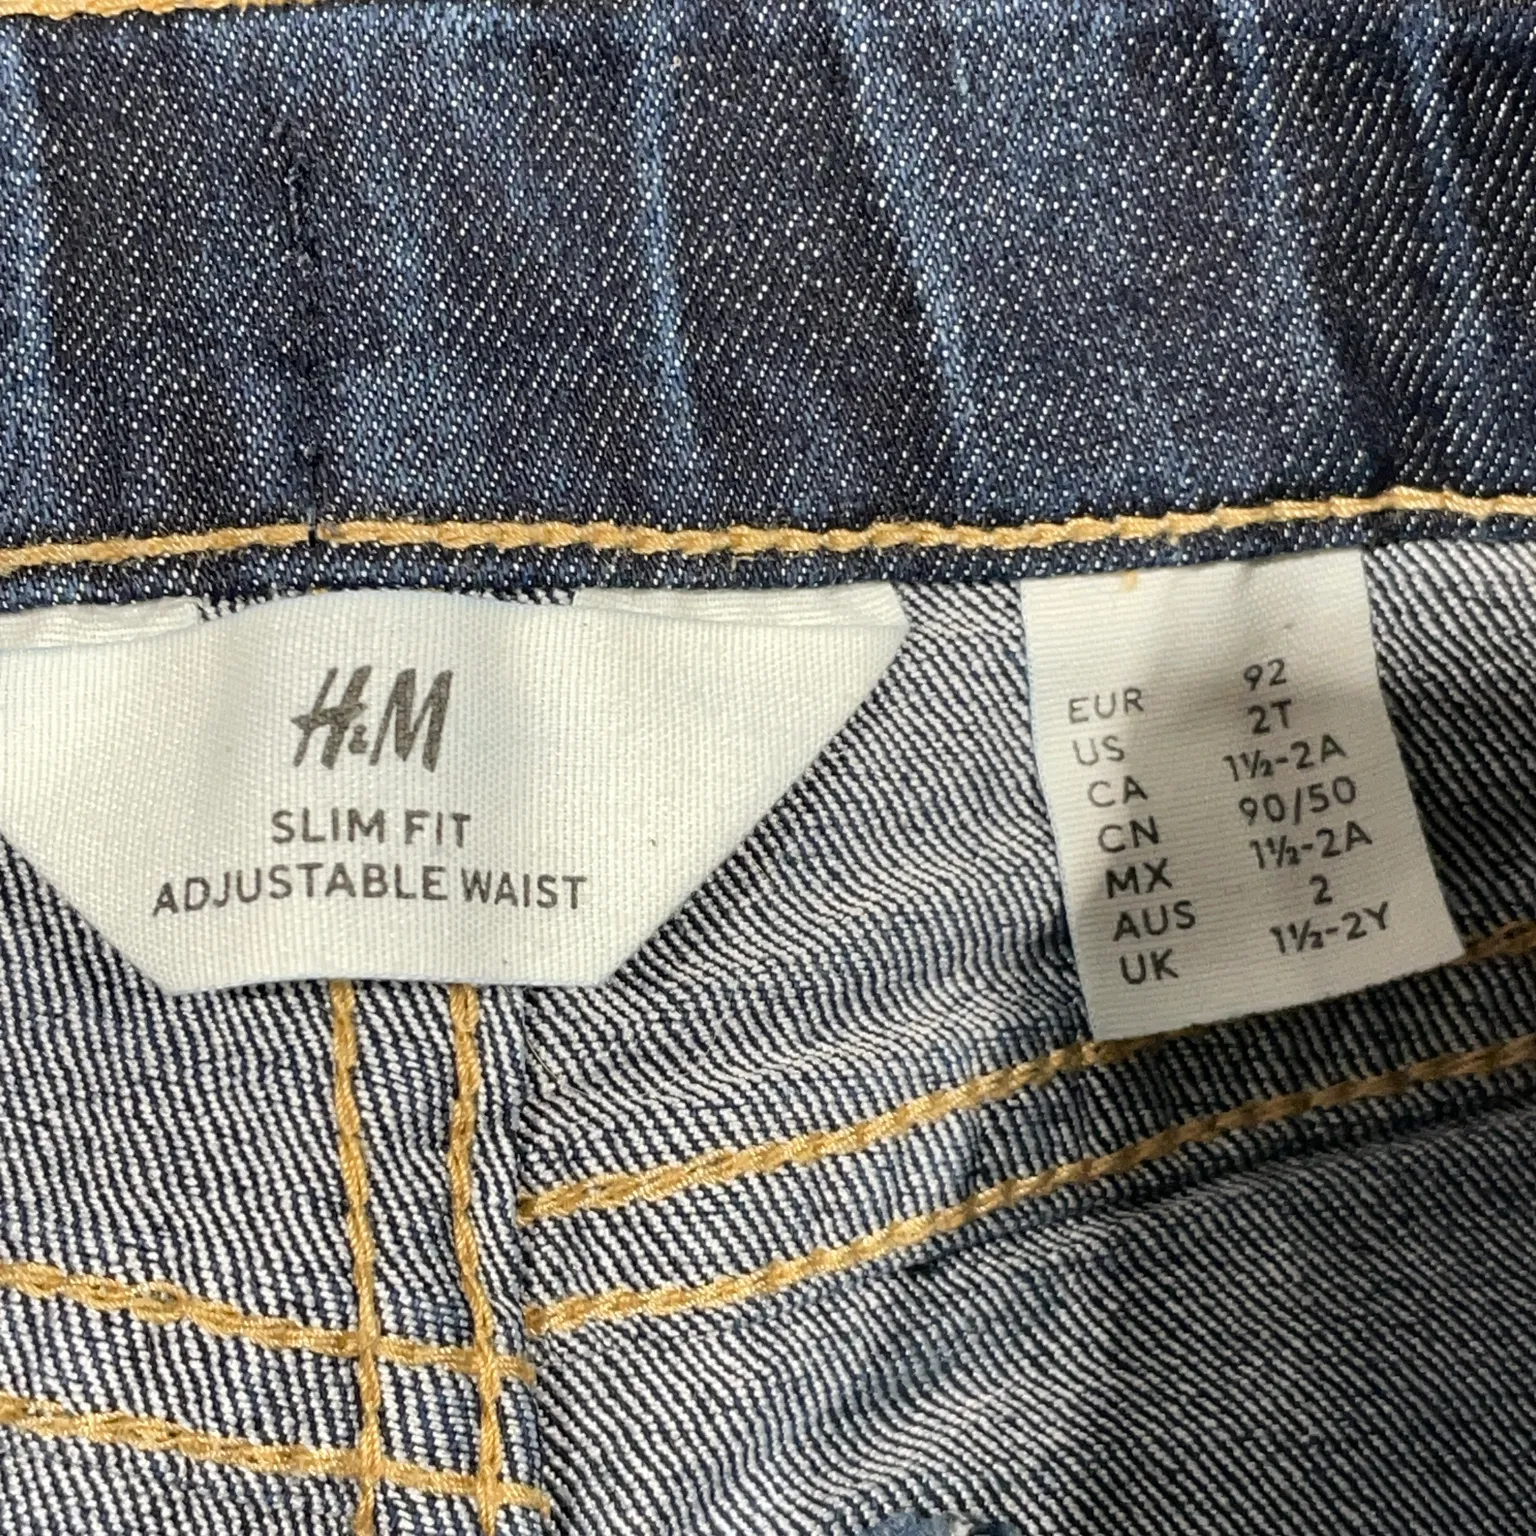 H&M
SLIM FIT
ADJUSTABLE WAIST
EUR 92
US 2T
CA 1½-2A
CN 90/50
MX 1½-2A
AUS 2
UK 1½-2Y